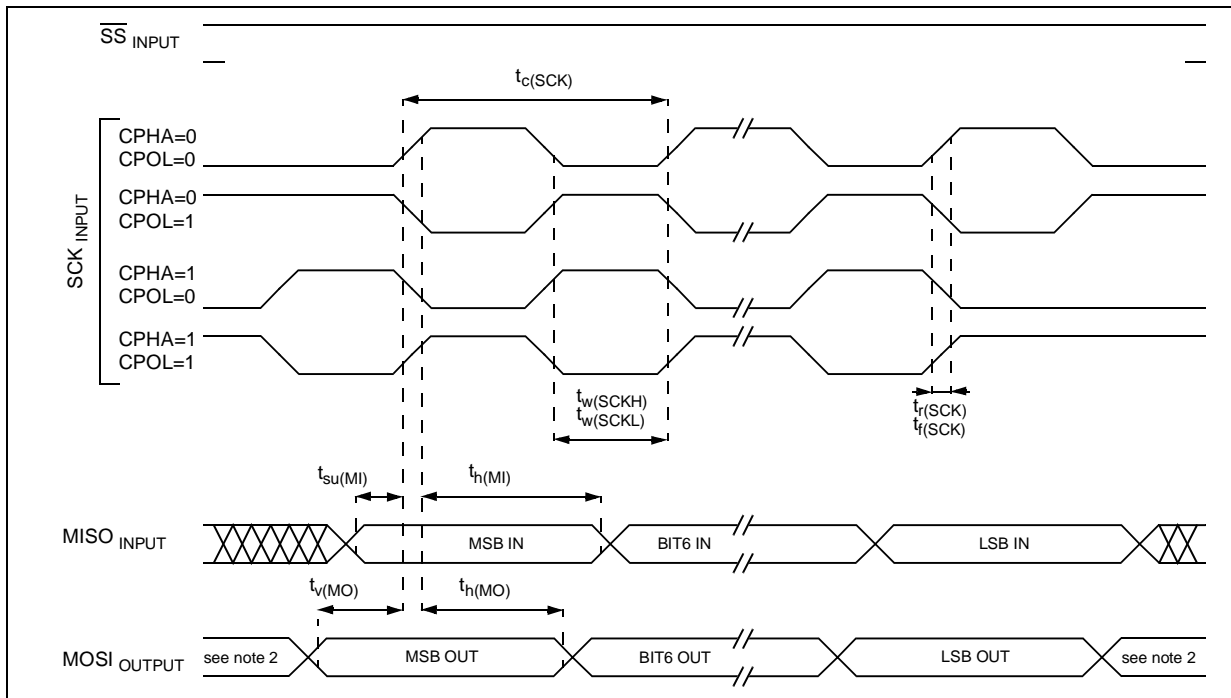 SS INPUT
tc(SCK)
SCK INPUT
CPHA=0
CPOL=0
CPHA=0
CPOL=1
CPHA=1
CPOL=0
CPHA=1
CPOL=1
tw(SCKH)
tw(SCKL)
tr(SCK)
tf(SCK)
tsu(MI)
th(MI)
MISO INPUT
MSB IN
BIT6 IN
LSB IN
tv(MO)
th(MO)
MOSI OUTPUT
see note 2
MSB OUT
BIT6 OUT
LSB OUT
see note 2